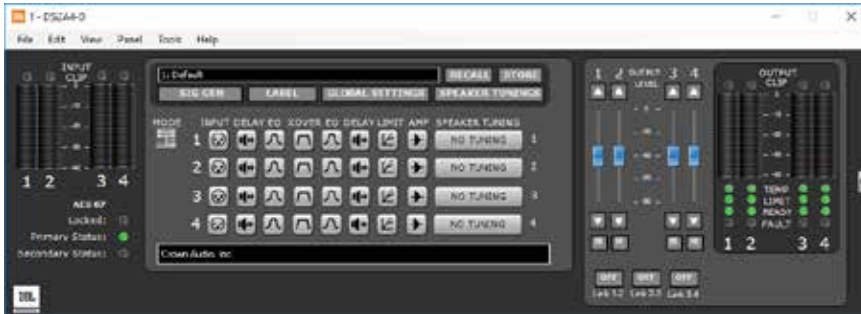 1 - DSi2A4-D
File Edit View Panel Tools Help
INPUT
CLIP
1 2 3 4
AES REF
Locked:
Primary Status:
Secondary Status:
JBL
1: Default
RECALL STORE
SIG GEN LABEL GLOBAL SETTINGS SPEAKER TUNINGS
MODE INPUT DELAY EQ XOVER EQ DELAY LIMIT AMP SPEAKER TUNING
1 NO TUNING 1
2 NO TUNING 2
3 NO TUNING 3
4 NO TUNING 4
Crown Audio, Inc.
1 2 OUTPUT LEVEL 3 4
OFF OFF OFF
Link 1-2 Link 2-3 Link 3-4
OUTPUT
CLIP
TEMP
LIMIT
READY
FAULT
1 2 3 4